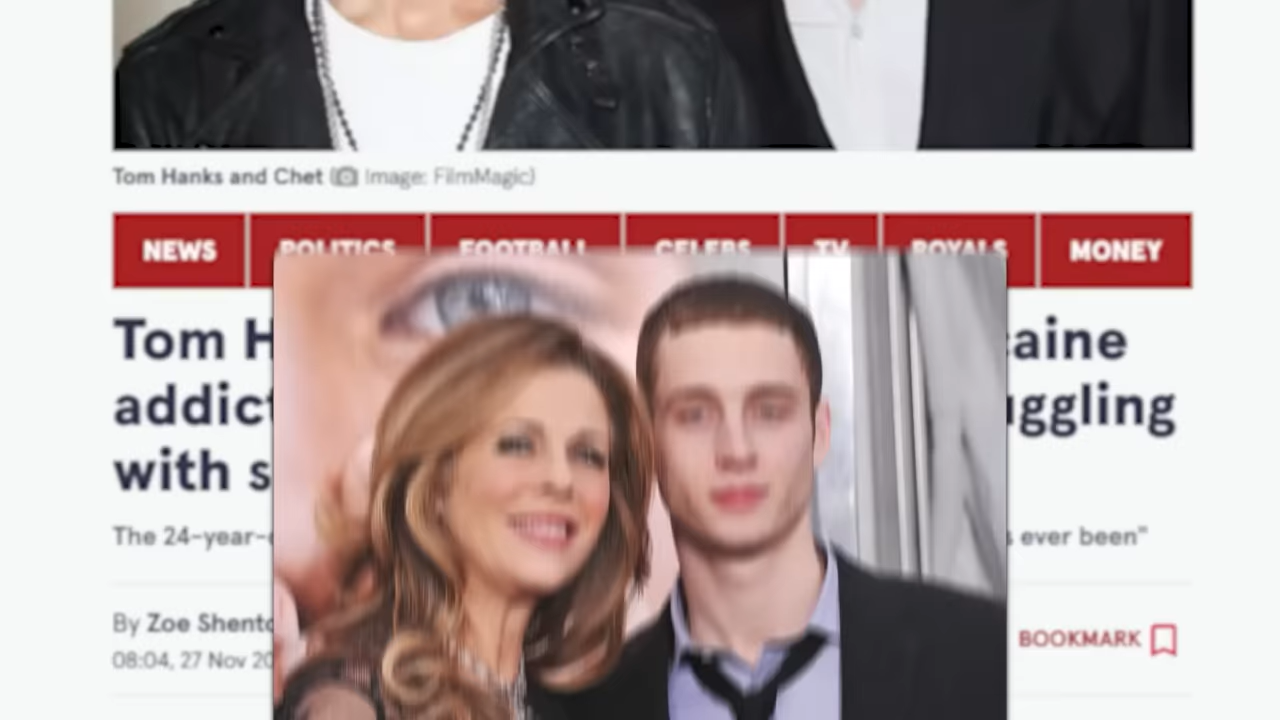 Tom Hanks and Chet (Image: FilmMagic)
NEWS POLITICS FOOTBALL CELEBS TV ROYALS MONEY
Tom H caine
addict uggling
with s
The 24-year-o s ever been"
By Zoe Shento
BOOKMARK
08:04, 27 Nov 20